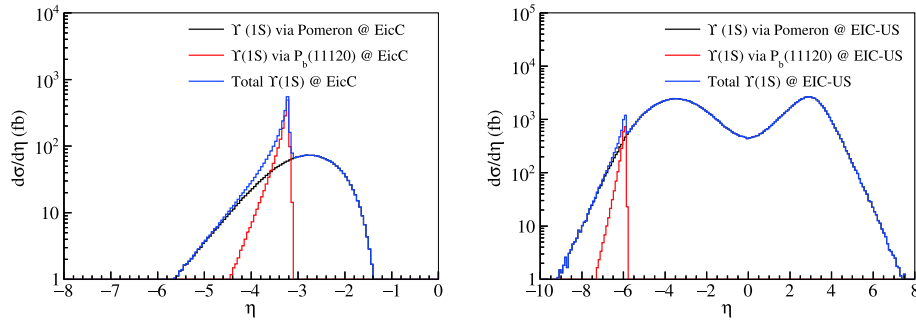 ϒ (1S) via Pomeron @ EicC
ϒ(1S) via P_b(11120) @ EicC
Total ϒ(1S) @ EicC
dσ/dη (fb)
10^4
10^3
10^2
10
1
−8 −7 −6 −5 −4 −3 −2 −1 0
η
ϒ (1S) via Pomeron @ EIC-US
ϒ(1S) via P_b(11120) @ EIC-US
Total ϒ(1S) @ EIC-US
dσ/dη (fb)
10^5
10^4
10^3
10^2
10
1
−10 −8 −6 −4 −2 0 2 4 6 8
η